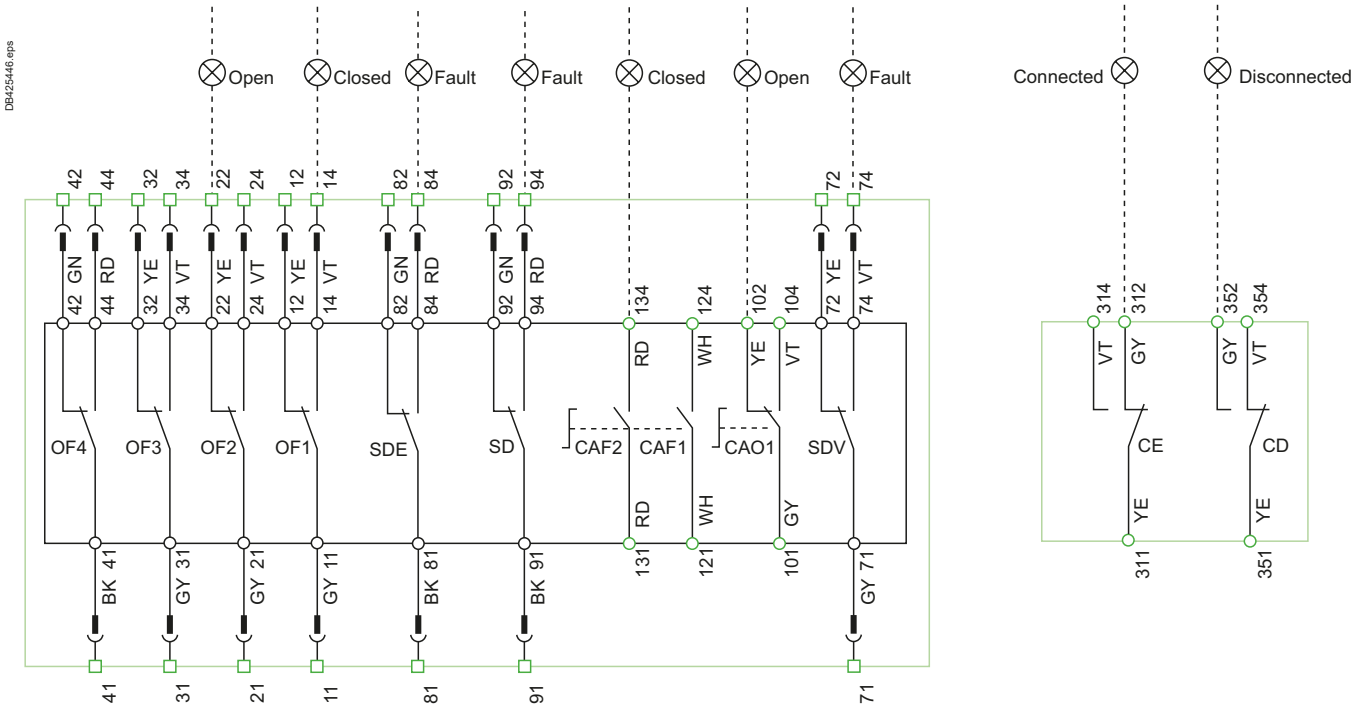 DB425446.eps
Open Closed Fault Fault Closed Open Fault
Connected Disconnected
42 44 32 34 22 24 12 14 82 84 92 94 72 74
GN RD YE VT YE VT YE VT GN RD GN RD YE VT
42 44 32 34 22 24 12 14 82 84 92 94 134 124 102 104 72 74
314 312 352 354
RD WH YE VT
VT GY GY VT
OF4 OF3 OF2 OF1 SDE SD CAF2 CAF1 CAO1 SDV
CE CD
RD WH GY
YE YE
BK 41 GY 31 GY 21 GY 11 BK 81 BK 91 131 121 101 GY 71
311 351
41 31 21 11 81 91 71